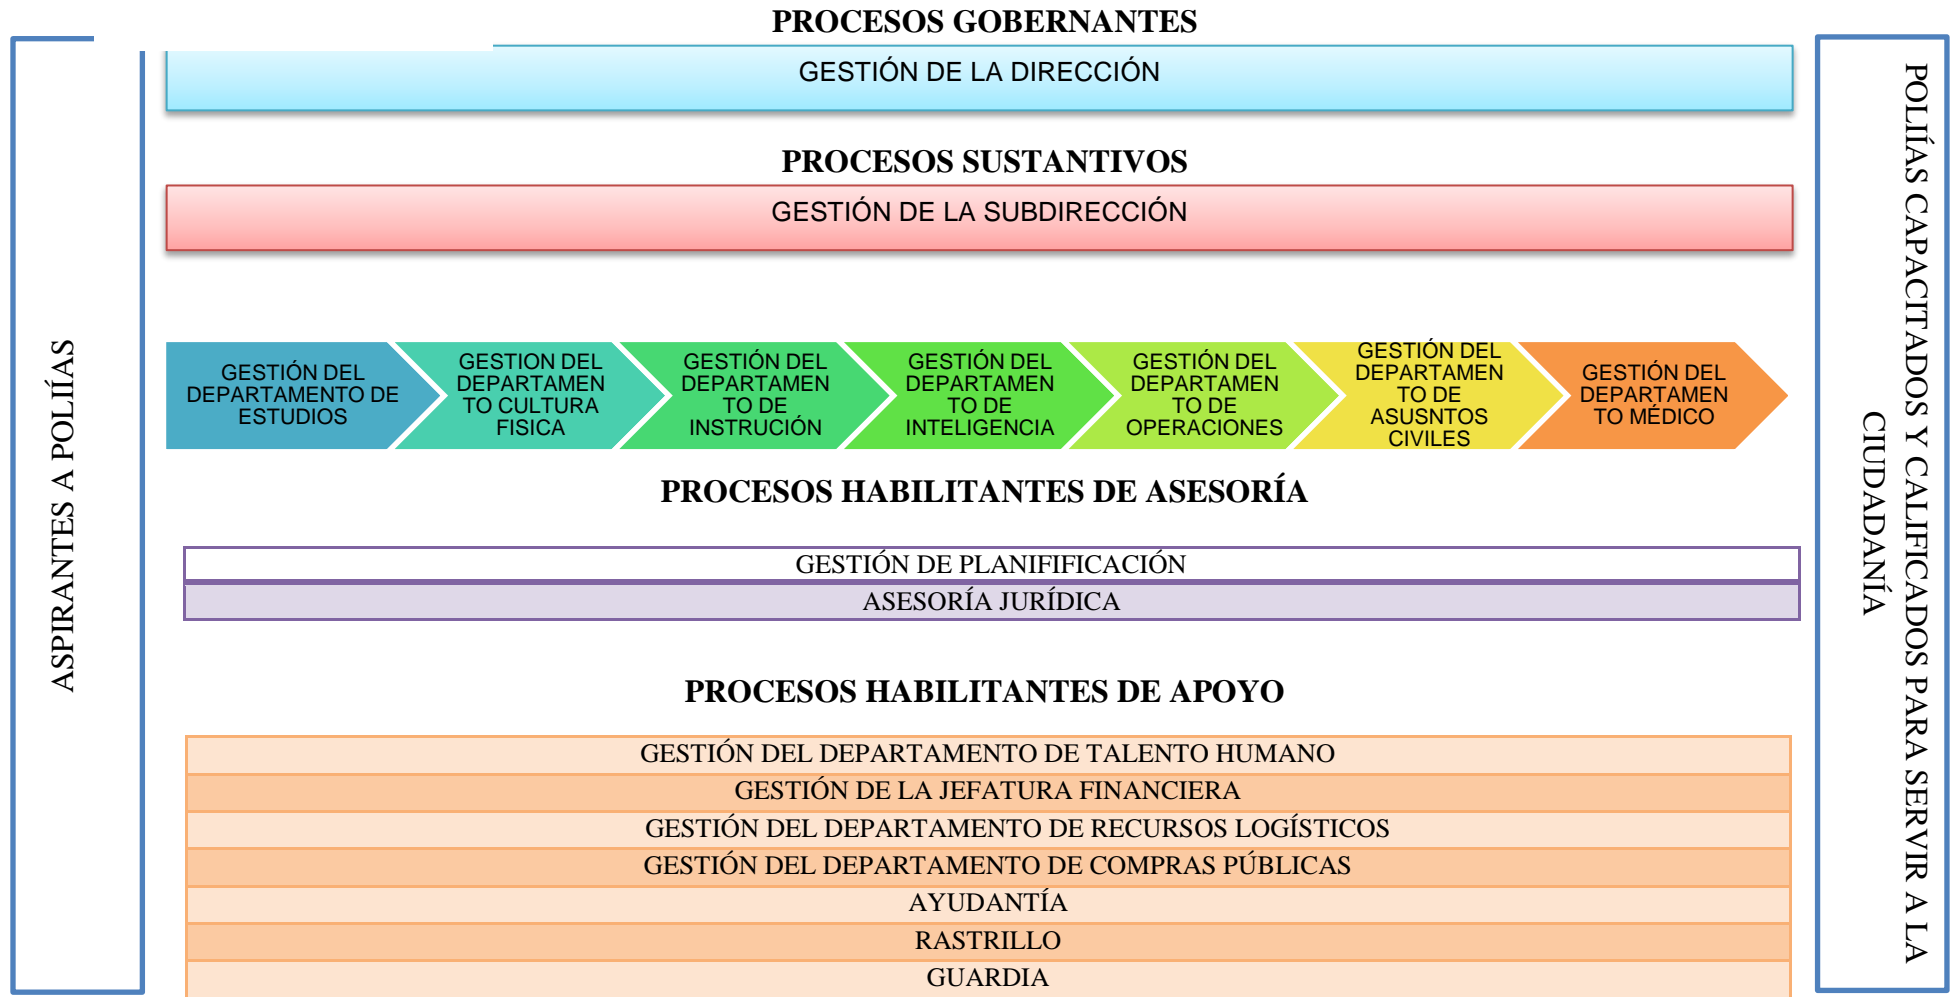 PROCESOS GOBERNANTES
GESTIÓN DE LA DIRECCIÓN
PROCESOS SUSTANTIVOS
GESTIÓN DE LA SUBDIRECCIÓN
ASPIRANTES A POLIÍAS
GESTIÓN DEL
DEPARTAMENTO DE
ESTUDIOS
GESTION DEL
DEPARTAMEN
TO CULTURA
FISICA
GESTIÓN DEL
DEPARTAMEN
TO DE
INSTRUCIÓN
GESTIÓN DEL
DEPARTAMEN
TO DE
INTELIGENCIA
GESTIÓN DEL
DEPARTAMEN
TO DE
OPERACIONES
GESTIÓN DEL
DEPARTAMEN
TO DE
ASUSNTOS
CIVILES
GESTIÓN DEL
DEPARTAMEN
TO MÉDICO
PROCESOS HABILITANTES DE ASESORÍA
GESTIÓN DE PLANIFIFICACIÓN
ASESORÍA JURÍDICA
PROCESOS HABILITANTES DE APOYO
GESTIÓN DEL DEPARTAMENTO DE TALENTO HUMANO
GESTIÓN DE LA JEFATURA FINANCIERA
GESTIÓN DEL DEPARTAMENTO DE RECURSOS LOGÍSTICOS
GESTIÓN DEL DEPARTAMENTO DE COMPRAS PÚBLICAS
AYUDANTÍA
RASTRILLO
GUARDIA
POLIÍAS CAPACITADOS Y CALIFICADOS PARA SERVIR A LA
CIUDADANÍA